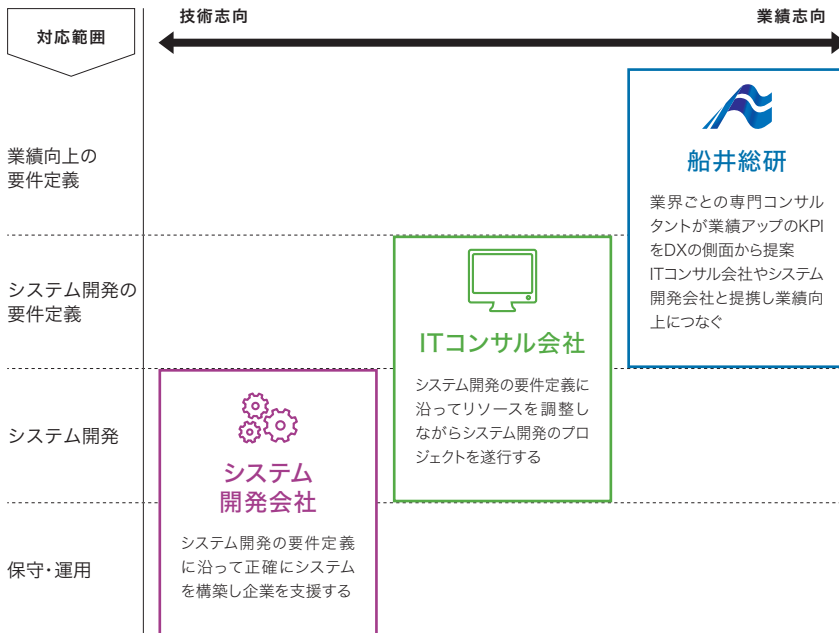 技術志向
業績志向
対応範囲
業績向上の
要件定義
システム開発の
要件定義
システム開発
保守・運用
船井総研
業界ごとの専門コンサル
タントが業績アップのKPI
をDXの側面から提案
ITコンサル会社やシステム
開発会社と提携し業績向
上につなぐ
ITコンサル会社
システム開発の要件定義に
沿ってリソースを調整し
ながらシステム開発のプロ
ジェクトを遂行する
システム
開発会社
システム開発の要件定義
に沿って正確にシステム
を構築し企業を支援する